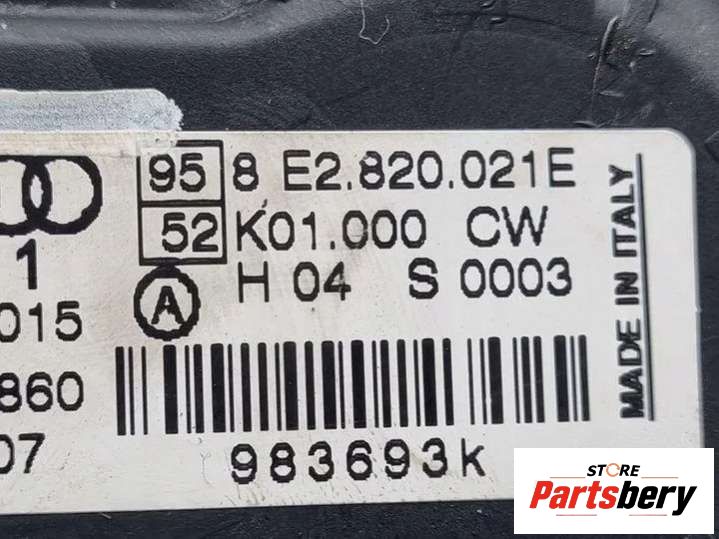 95 8 E2.820.021E
52 K01.000 CW
1 H 04 S 0003
A
015
860
07
983693k
MADE IN ITALY
STORE
Partsbery